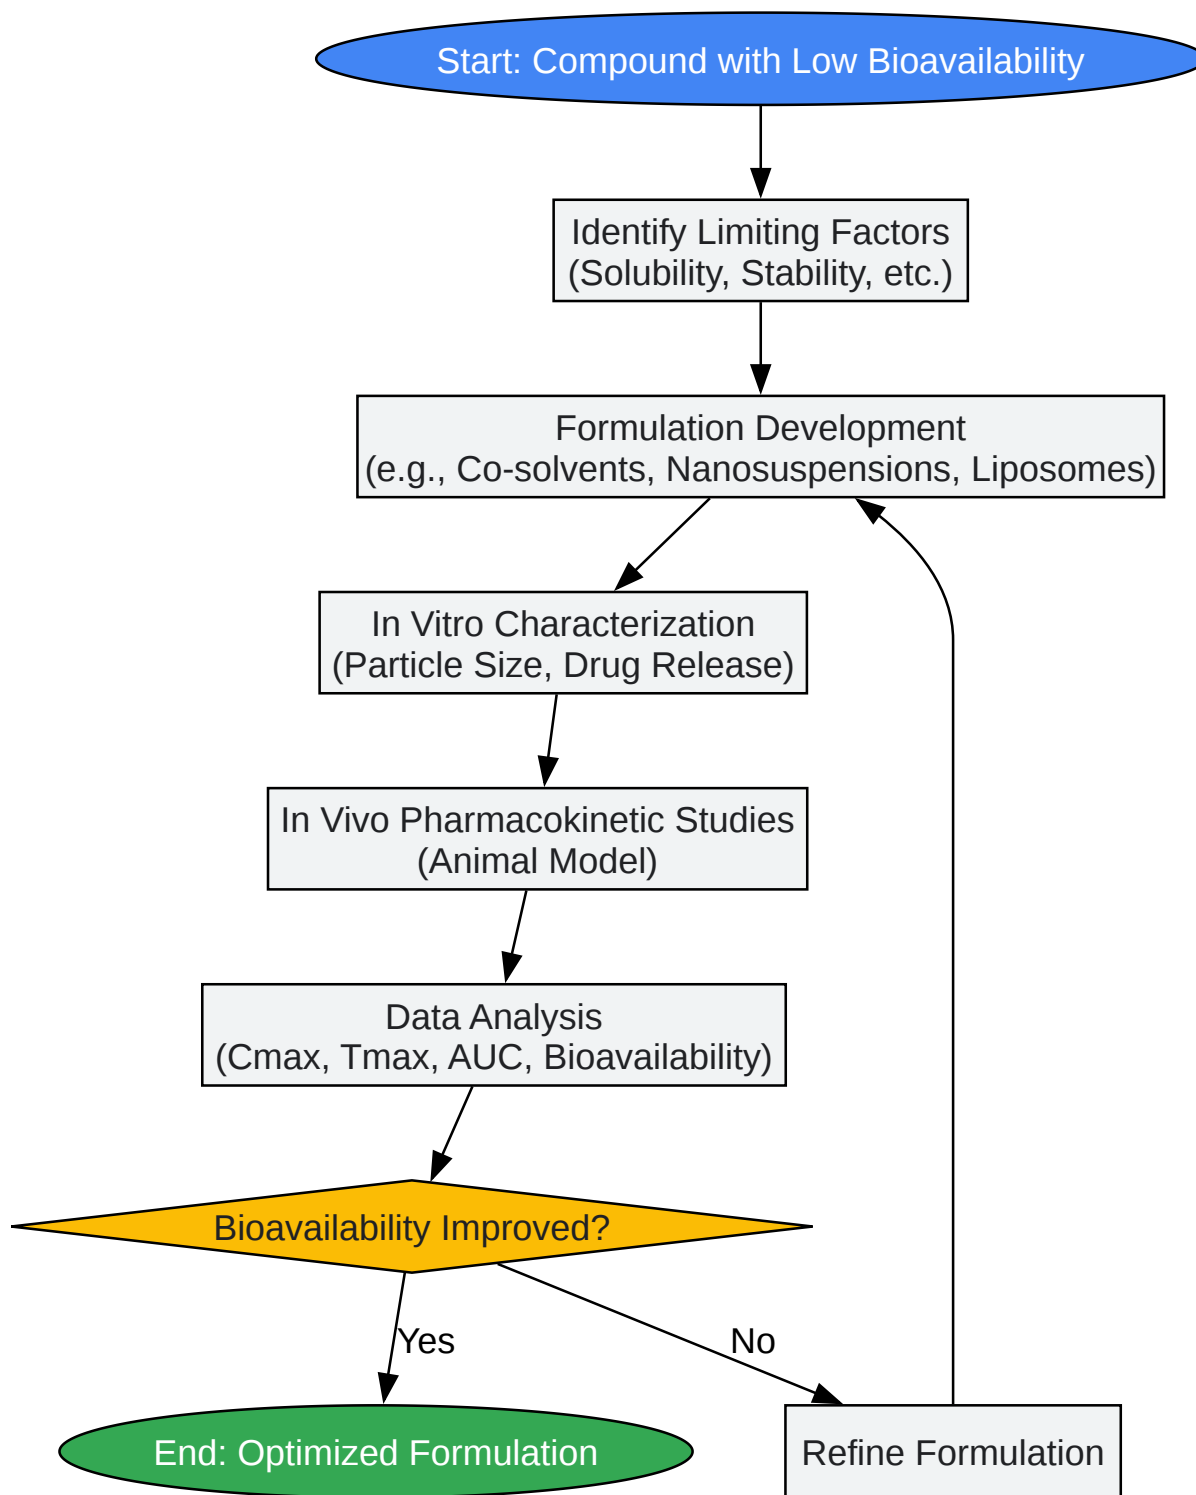 Start: Compound with Low Bioavailability
Identify Limiting Factors
(Solubility, Stability, etc.)
Formulation Development
(e.g., Co-solvents, Nanosuspensions, Liposomes)
In Vitro Characterization
(Particle Size, Drug Release)
In Vivo Pharmacokinetic Studies
(Animal Model)
Data Analysis
(Cmax, Tmax, AUC, Bioavailability)
Bioavailability Improved?
Yes
No
End: Optimized Formulation
Refine Formulation